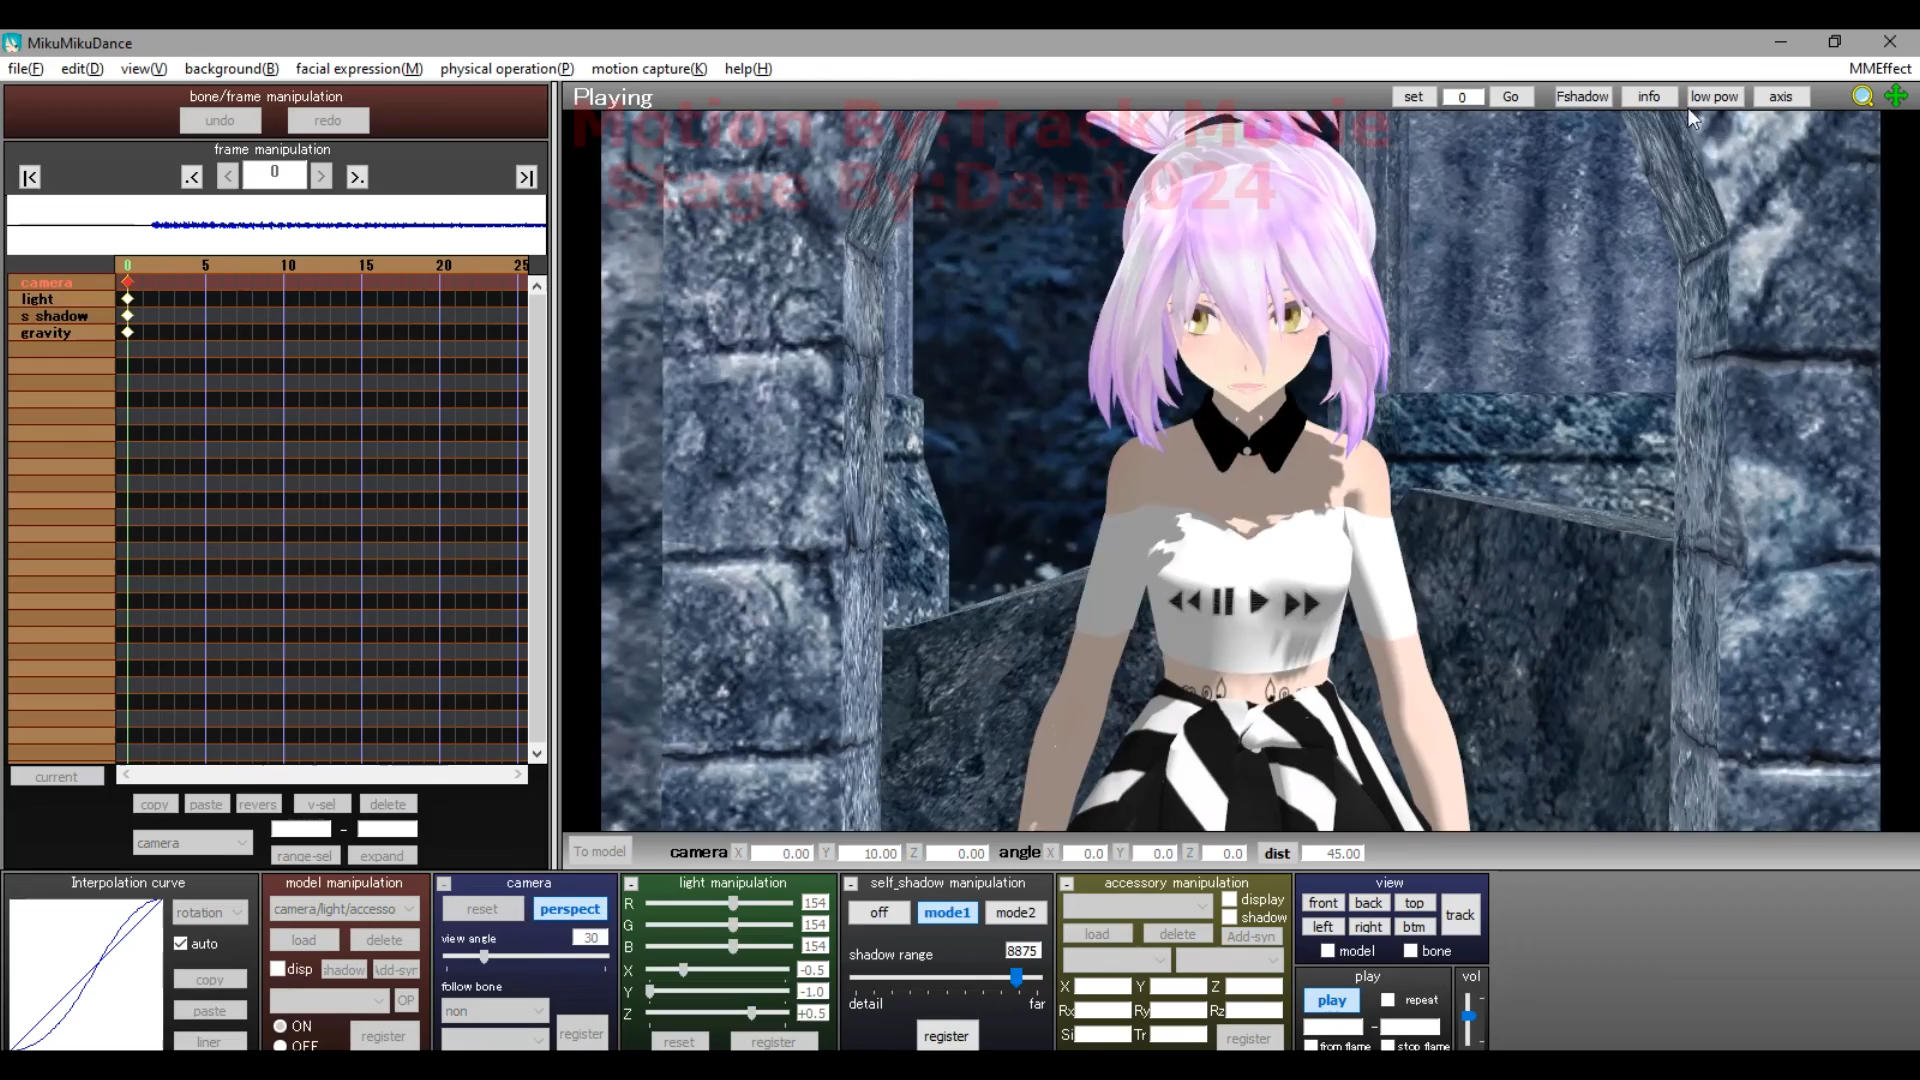 MikuMikuDance
file(F) edit(D) view(V) background(B) facial expression(M) physical operation(P) motion capture(K) help(H) MMEffect
bone/frame manipulation
undo redo
Playing
set 0 Go Fshadow info low pow axis
Motion By:Track Movie
Stage By:Dan1024
frame manipulation
|< .< < 0 > >. >|
0 5 10 15 20 25
camera
light
s shadow
gravity
current
copy paste revers v-sel delete
camera -
range-sel expand
To model camera X 0.00 Y 10.00 Z 0.00 angle X 0.0 Y 0.0 Z 0.0 dist 45.00
Interpolation curve
rotation
auto
copy
paste
liner
model manipulation
camera/light/accesso
load delete
disp shadow Add-syn
OP
ON
OFF
register
camera
reset perspect
view angle 30
follow bone
non
register
light manipulation
R 154
G 154
B 154
X -0.5
Y -1.0
Z +0.5
reset register
self_shadow manipulation
off mode1 mode2
shadow range 8875
detail far
register
accessory manipulation
display
shadow
load delete Add-syn
X Y Z
Rx Ry Rz
Si Tr register
view
front back top
left right btm
track
model bone
play
play repeat
-
from flame stop flame
vol